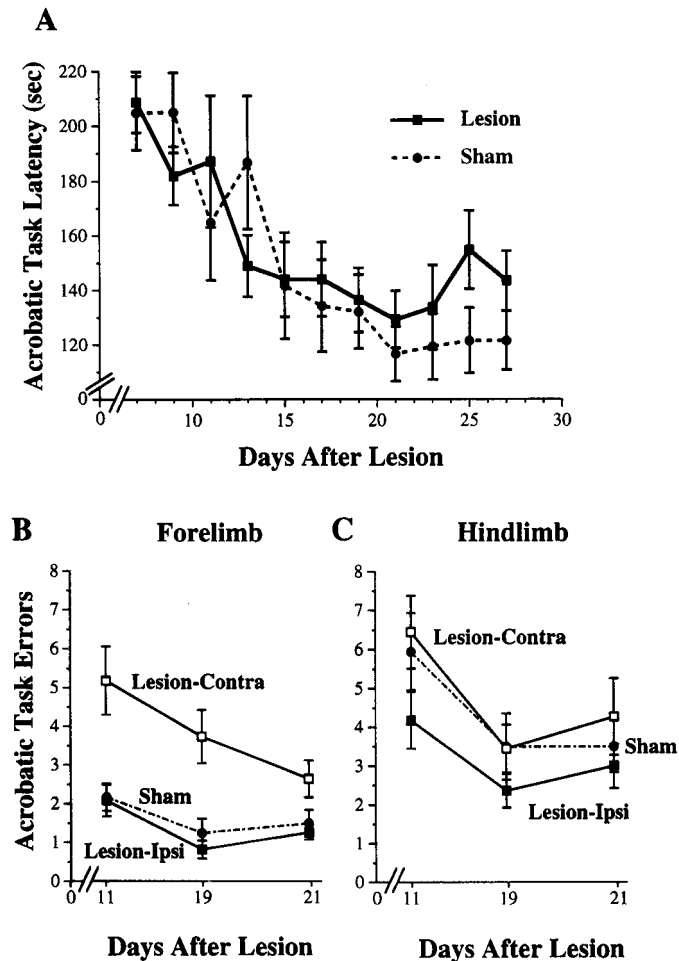 A
Acrobatic Task Latency (sec)
220
200
180
160
140
120
0
Lesion
Sham
0 10 15 20 25 30
Days After Lesion
B Forelimb
C Hindlimb
Acrobatic Task Errors
8
7
6
5
4
3
2
1
0
Lesion-Contra
Sham
Lesion-Ipsi
11 19 21
Days After Lesion
8
7
6
5
4
3
2
1
0
Lesion-Contra
Sham
Lesion-Ipsi
0 11 19 21
Days After Lesion